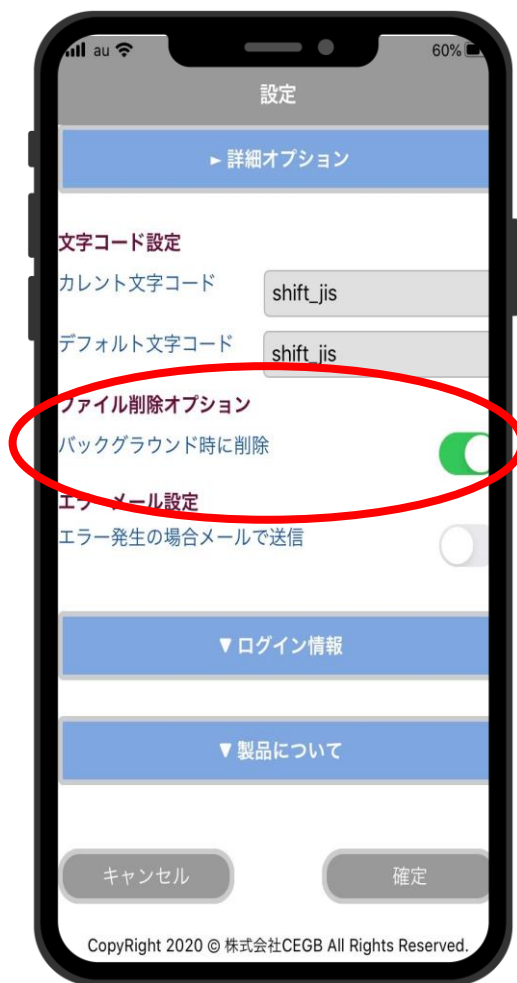 au 60%
設定
► 詳細オプション
文字コード設定
カレント文字コード shift_jis
デフォルト文字コード shift_jis
ファイル削除オプション
バックグラウンド時に削除
エラーメール設定
エラー発生の場合メールで送信
▼ログイン情報
▼製品について
キャンセル 確定
CopyRight 2020 © 株式会社CEGB All Rights Reserved.